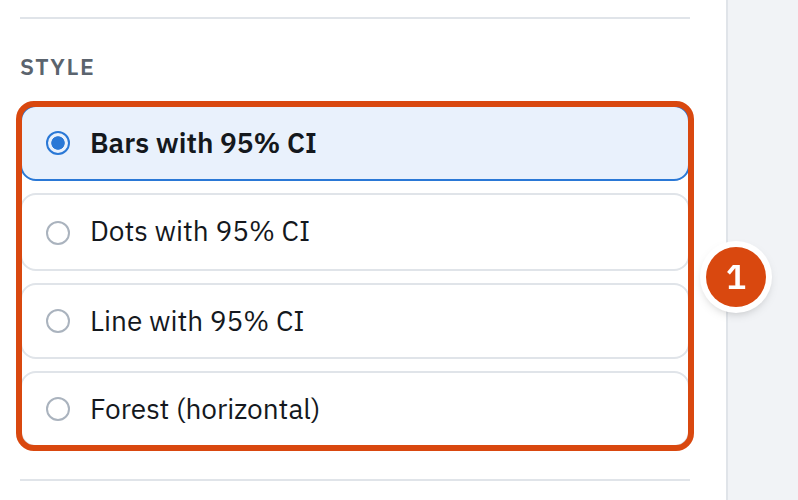 STYLE
Bars with 95% CI
Dots with 95% CI
Line with 95% CI
Forest (horizontal)
1